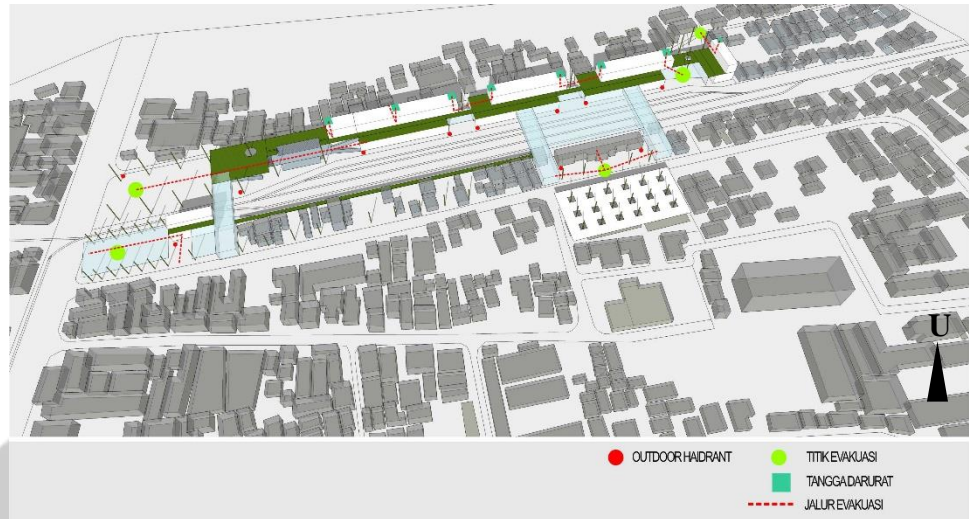 U
OUTDOOR HAIDRANT
TITIK EVAKUASI
TANGGA DARURAT
JALUR EVAKUASI